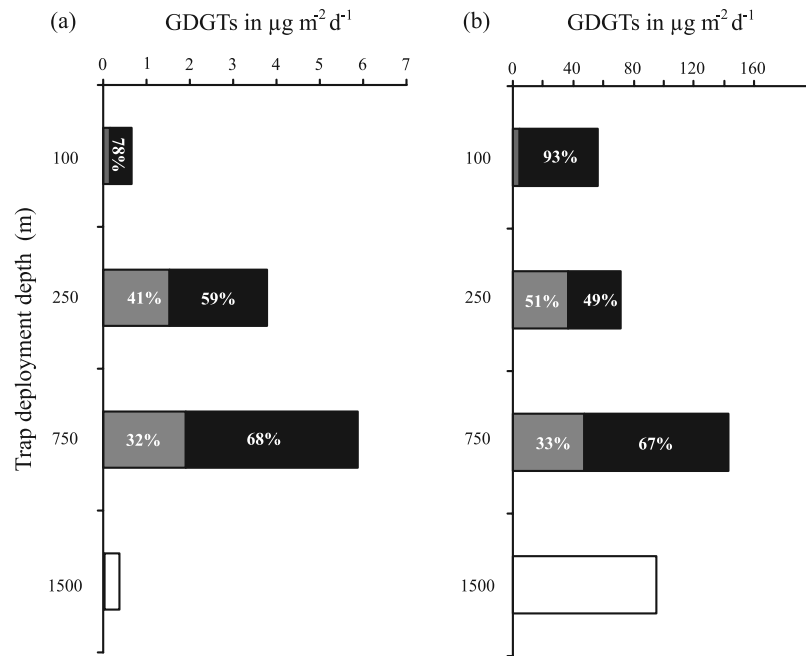 (a)
GDGTs in µg m⁻² d⁻¹
0 1 2 3 4 5 6 7
Trap deployment depth (m)
100
78%
250
41% 59%
750
32% 68%
1500
(b)
GDGTs in µg m⁻² d⁻¹
0 40 80 120 160
100
93%
250
51% 49%
750
33% 67%
1500